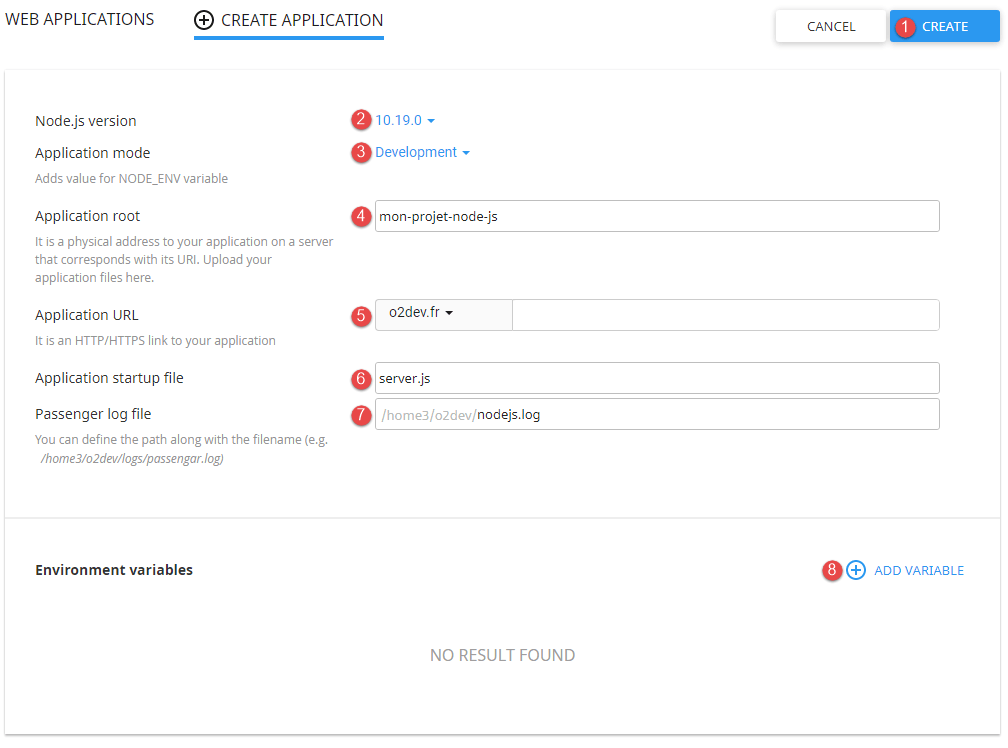 WEB APPLICATIONS
CREATE APPLICATION
CANCEL
1 CREATE
Node.js version
2 10.19.0
Application mode
3 Development
Adds value for NODE_ENV variable
Application root
4 mon-projet-node-js
It is a physical address to your application on a server
that corresponds with its URI. Upload your
application files here.
Application URL
5 o2dev.fr
It is an HTTP/HTTPS link to your application
Application startup file
6 server.js
Passenger log file
7 /home3/o2dev/nodejs.log
You can define the path along with the filename (e.g.
/home3/o2dev/logs/passengar.log)
Environment variables
8 ADD VARIABLE
NO RESULT FOUND